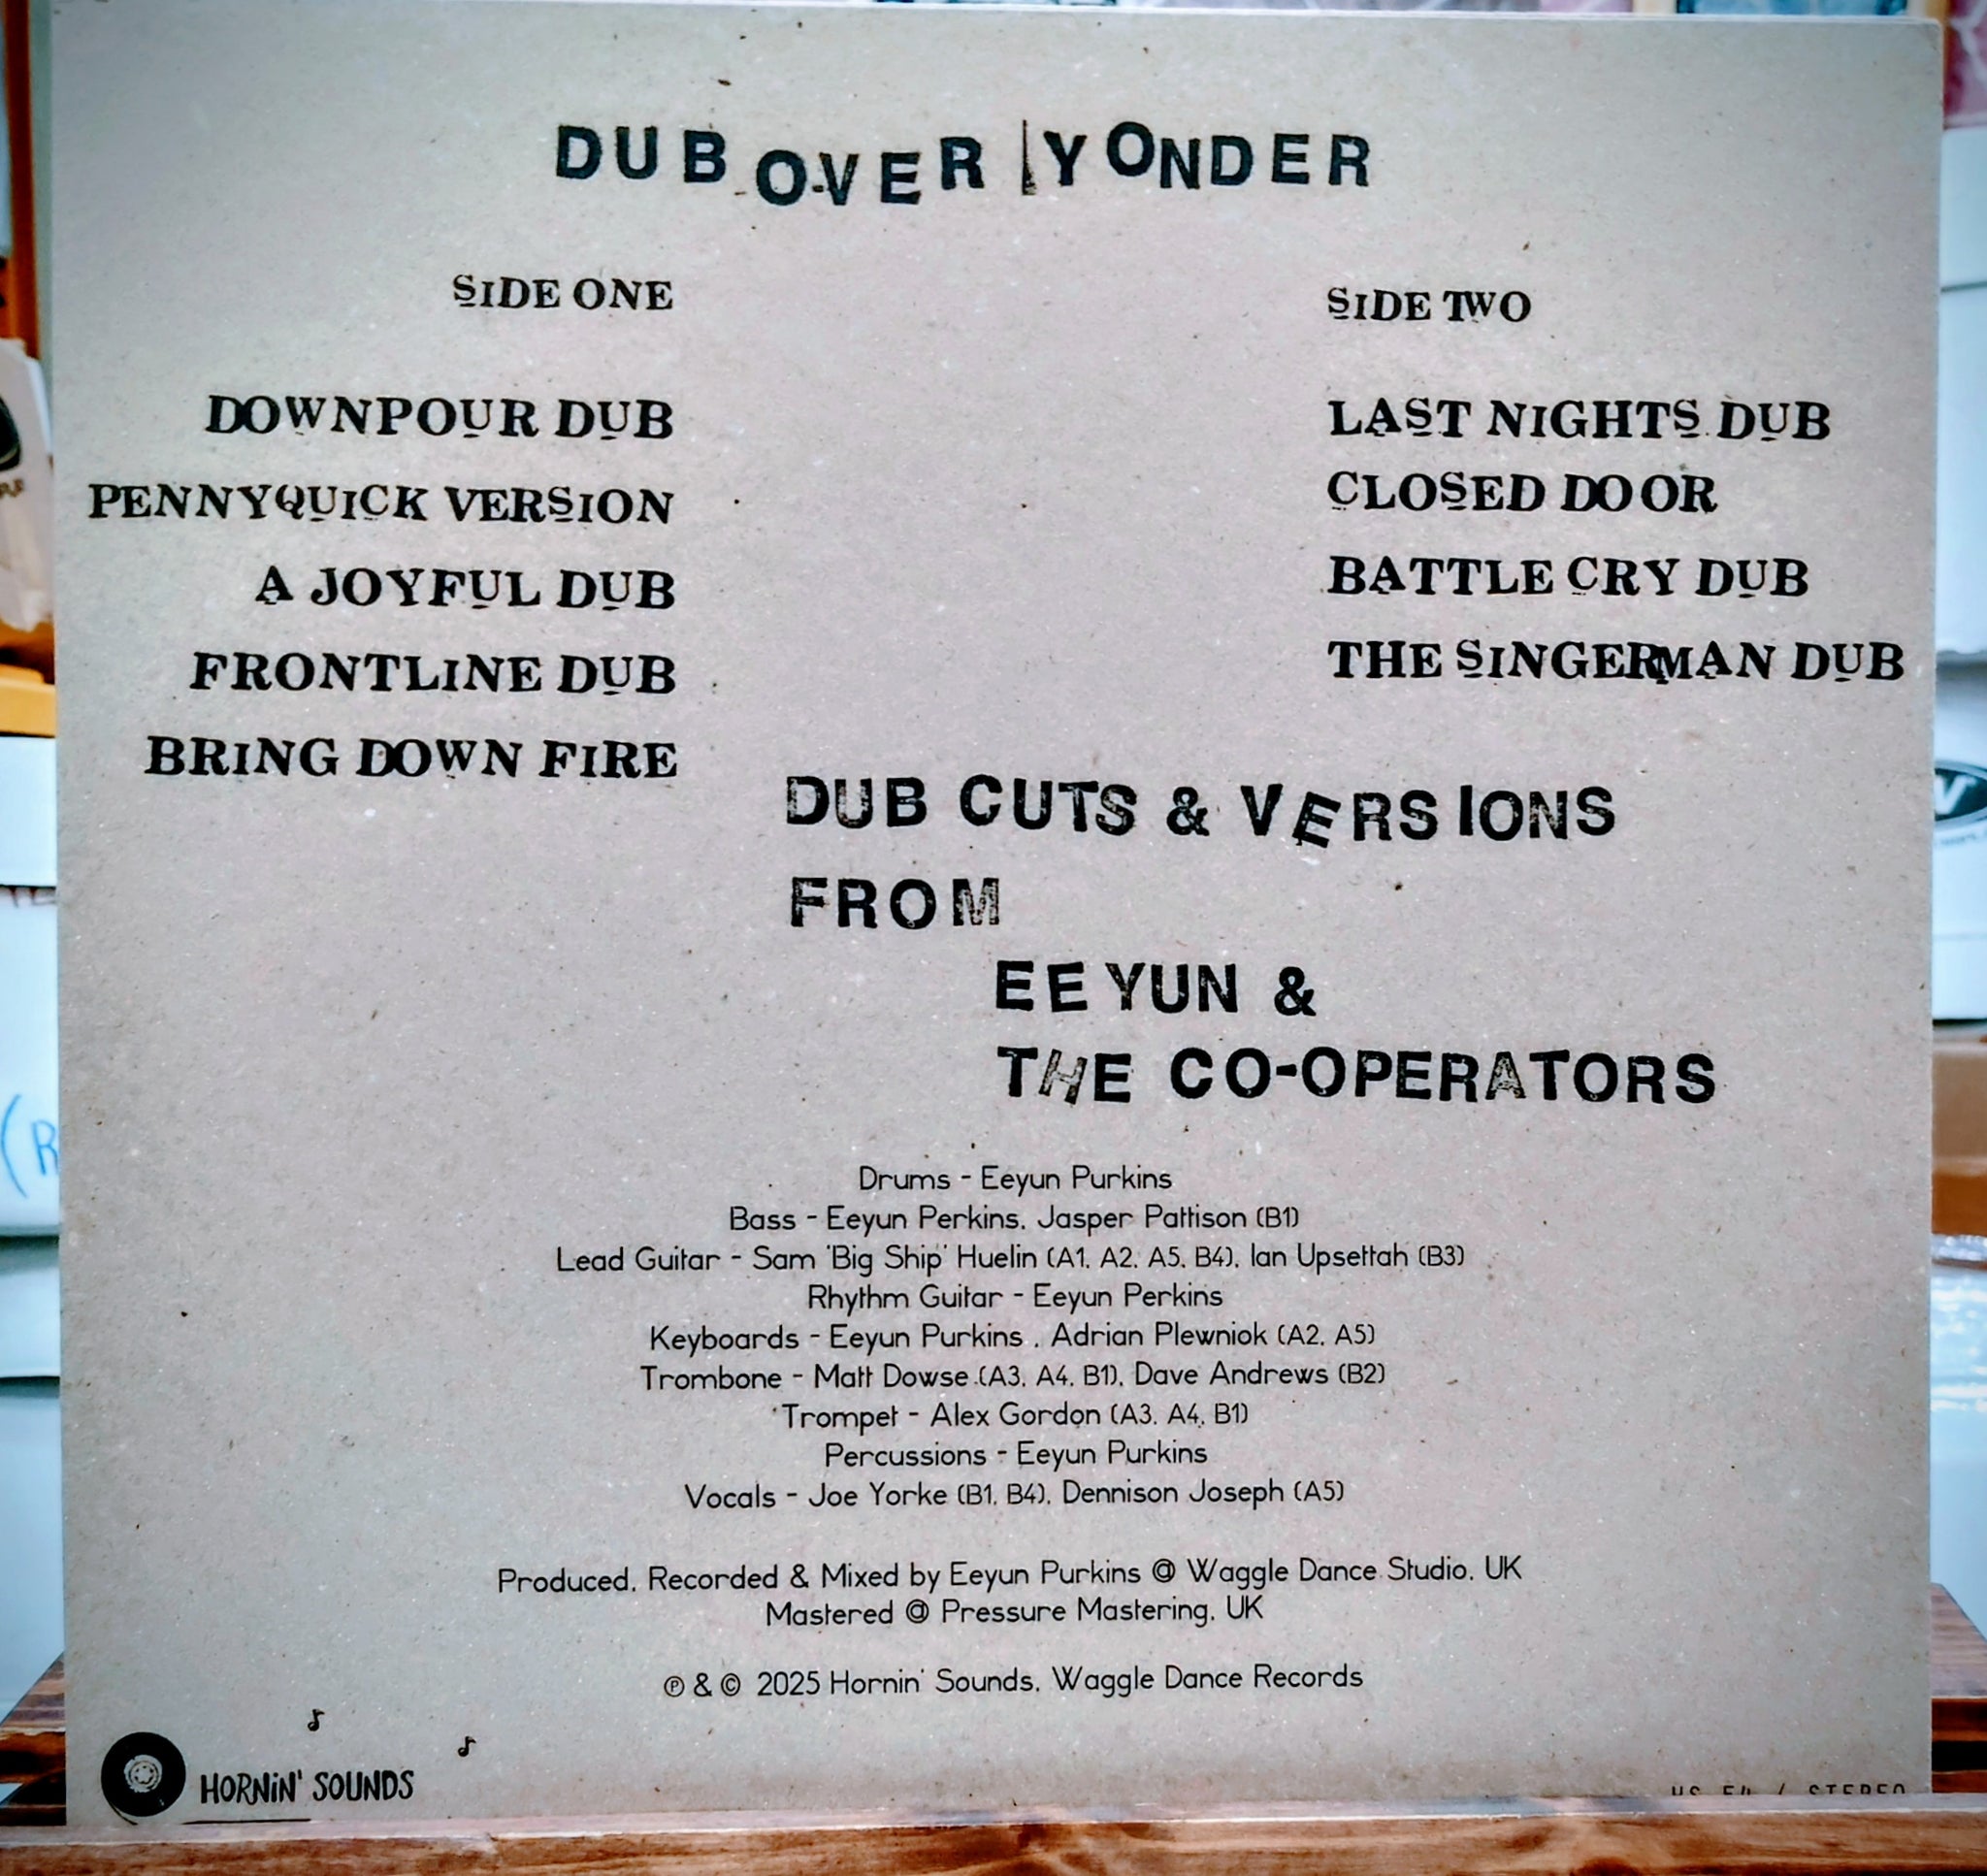 DUB OVER YONDER
SIDE ONE
DOWNPOUR DUB
PENNYQUICK VERSION
A JOYFUL DUB
FRONTLINE DUB
BRING DOWN FIRE
SIDE TWO
LAST NIGHTS DUB
CLOSED DOOR
BATTLE CRY DUB
THE SINGERMAN DUB
DUB CUTS & VERSIONS
FROM
EEYUN &
THE CO-OPERATORS
Drums - Eeyun Purkins
Bass - Eeyun Perkins, Jasper Pattison (B1)
Lead Guitar - Sam 'Big Ship' Huelin (A1, A2, A5, B4), Ian Upsettah (B3)
Rhythm Guitar - Eeyun Perkins
Keyboards - Eeyun Purkins , Adrian Plewniok (A2, A5)
Trombone - Matt Dowse (A3, A4, B1), Dave Andrews (B2)
Trompet - Alex Gordon (A3, A4, B1)
Percussions - Eeyun Purkins
Vocals - Joe Yorke (B1, B4), Dennison Joseph (A5)
Produced, Recorded & Mixed by Eeyun Purkins @ Waggle Dance Studio, UK
Mastered @ Pressure Mastering, UK
℗ & © 2025 Hornin' Sounds, Waggle Dance Records
HORNiN' SOUNDS
STEREO